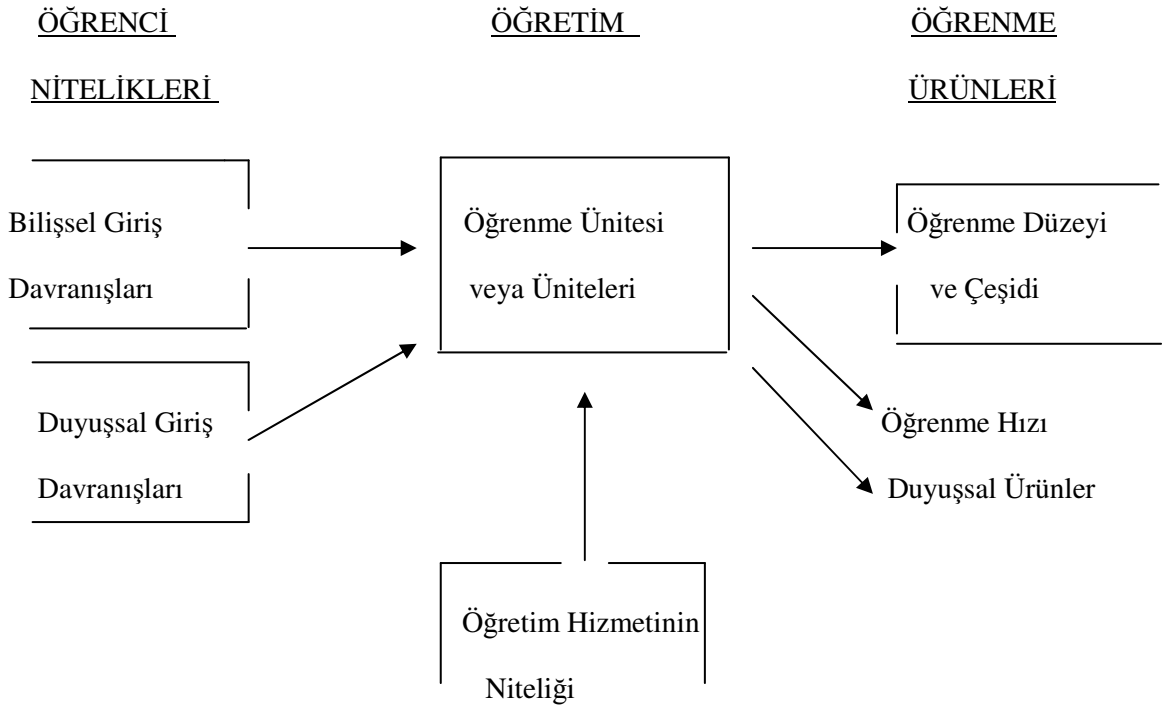 ÖĞRENCİ
NİTELİKLERİ
ÖĞRETİM
ÖĞRENME
ÜRÜNLERİ
Bilişsel Giriş
Davranışları
Duyuşsal Giriş
Davranışları
Öğrenme Ünitesi
veya Üniteleri
Öğretim Hizmetinin
Niteliği
Öğrenme Düzeyi
ve Çeşidi
Öğrenme Hızı
Duyuşsal Ürünler